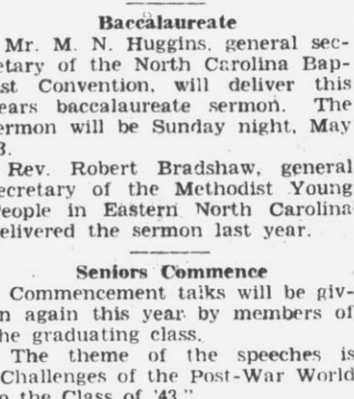 Baccalaureate
Mr. M. N. Huggins, general sec-
etary of the North Carolina Bap-
st Convention, will deliver this
ears baccalaureate sermon. The
ermon will be Sunday night, May
3.
Rev. Robert Bradshaw, general
ecretary of the Methodist Young
People in Eastern North Carolina
elivered the sermon last year.
Seniors Commence
Commencement talks will be giv-
n again this year by members of
he graduating class.
The theme of the speeches is
Challenges of the Post-War World
o the Class of '43."